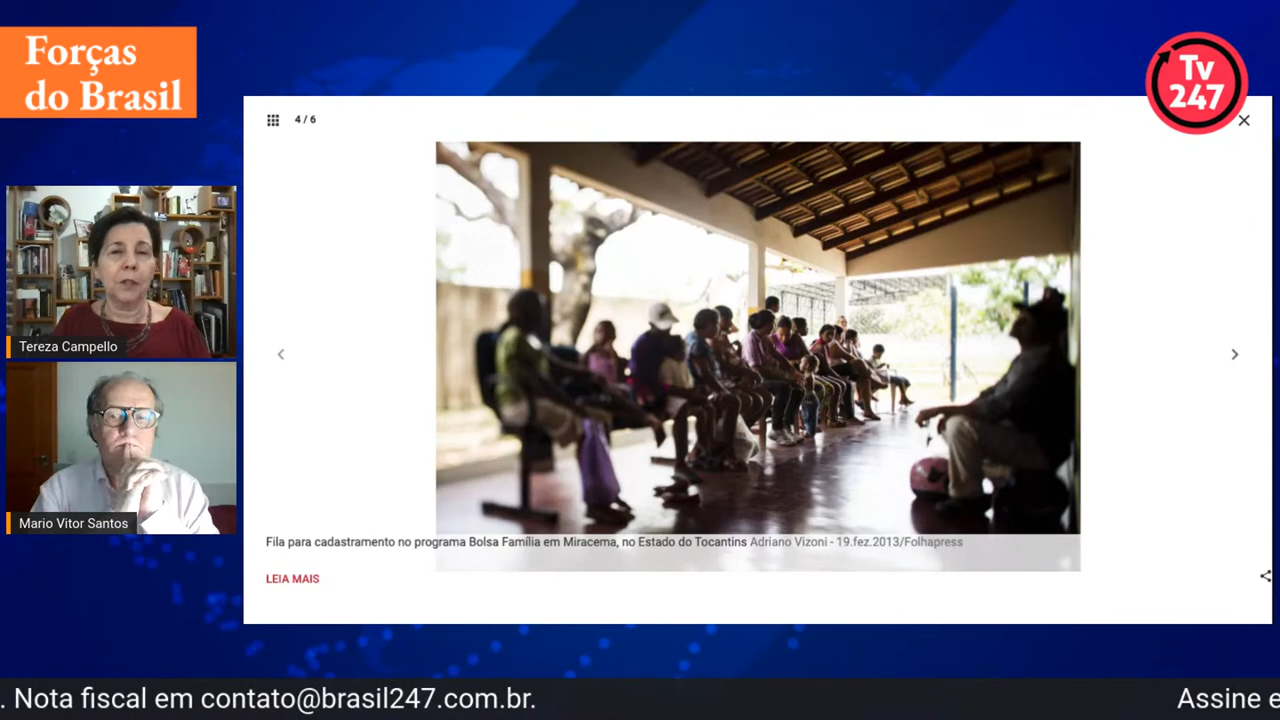 Forças
do Brasil
Tv
247
4 / 6
Tereza Campello
Mario Vitor Santos
Fila para cadastramento no programa Bolsa Família em Miracema, no Estado do Tocantins Adriano Vizoni - 19.fez.2013/Folhapress
LEIA MAIS
. Nota fiscal em contato@brasil247.com.br.
Assine e